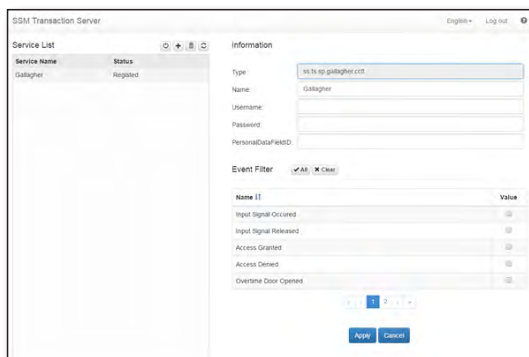 SSM Transaction Server
English
Log out
Service List
Service Name Status
Gallagher Registed
Information
Type: ss.ts.sp.gallagher.ccft
Name: Gallagher
Username:
Password:
PersonalDataFieldID:
Event Filter All Clear
Name Value
Input Signal Occured
Input Signal Released
Access Granted
Access Denied
Overtime Door Opened
« ‹ 1 2 › »
Apply Cancel